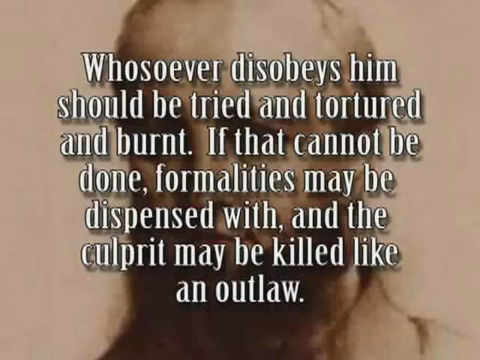 Whosoever disobeys him
should be tried and tortured
and burnt. If that cannot be
done, formalities may be
dispensed with, and the
culprit may be killed like
an outlaw.